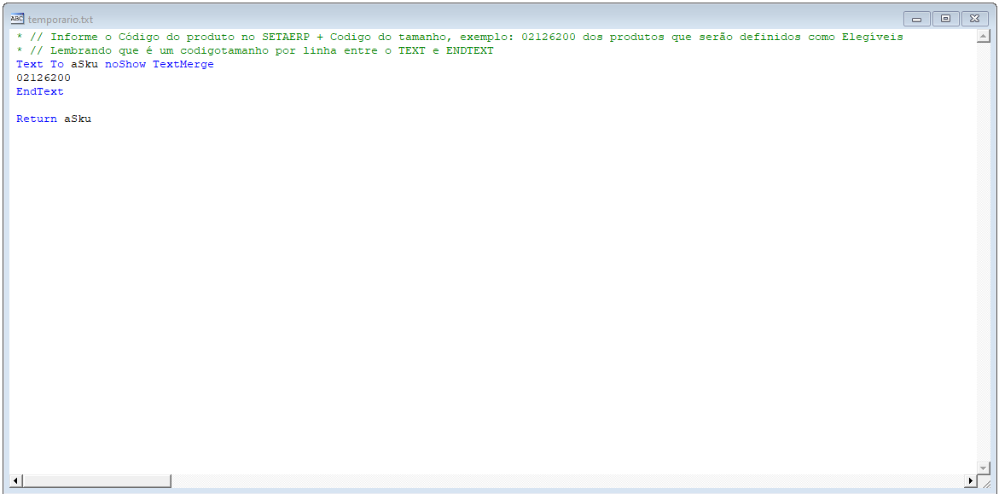 ABC temporario.txt
* // Informe o Código do produto no SETAERP + Codigo do tamanho, exemplo: 02126200 dos produtos que serão definidos como Elegíveis
* // Lembrando que é um codigotamanho por linha entre o TEXT e ENDTEXT
Text To aSku noShow TextMerge
02126200
EndText
Return aSku